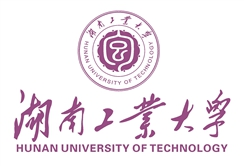 湖南工業大學
HUNAN UNIVERSITY OF TECHNOLOGY
湖南工業大學
HUNAN UNIVERSITY OF TECHNOLOGY